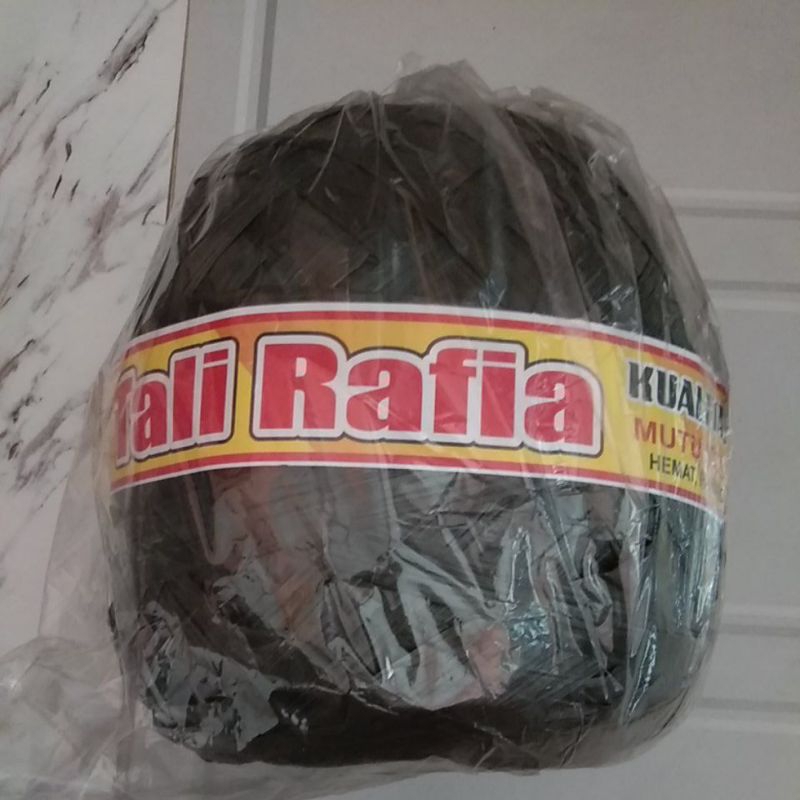 Tali Rafia
MUTU
HEMAT,